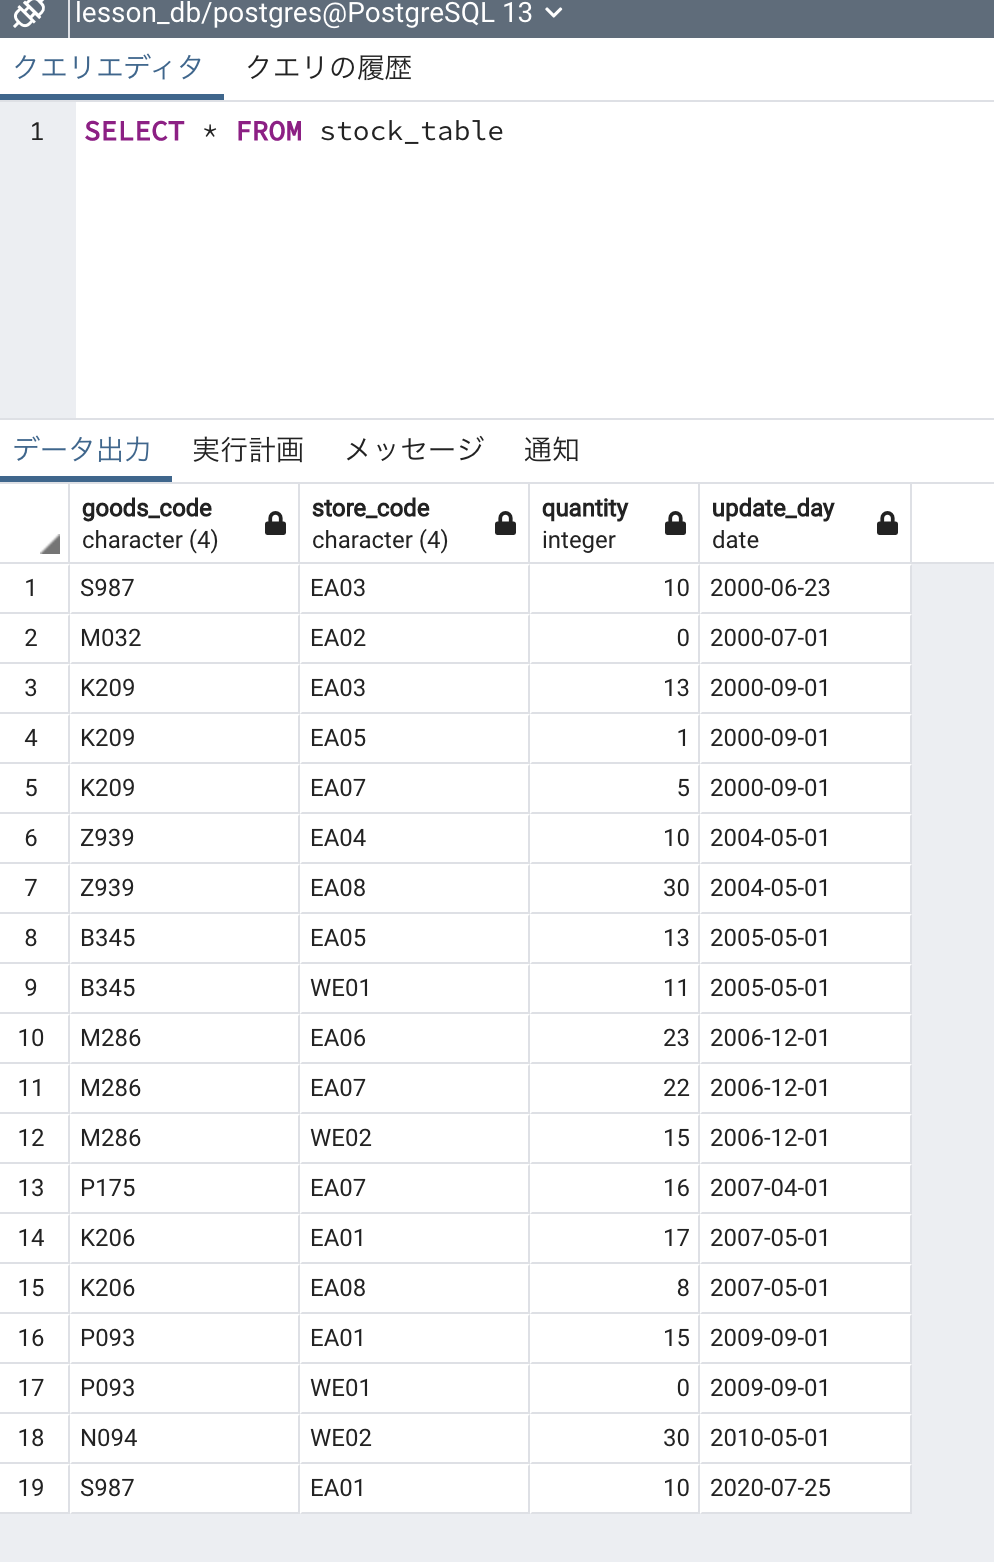 lesson_db/postgres@PostgreSQL 13
クエリエディタ クエリの履歴
1 SELECT * FROM stock_table
データ出力 実行計画 メッセージ 通知
goods_code store_code quantity update_day
character (4) character (4) integer date
1 S987 EA03 10 2000-06-23
2 M032 EA02 0 2000-07-01
3 K209 EA03 13 2000-09-01
4 K209 EA05 1 2000-09-01
5 K209 EA07 5 2000-09-01
6 Z939 EA04 10 2004-05-01
7 Z939 EA08 30 2004-05-01
8 B345 EA05 13 2005-05-01
9 B345 WE01 11 2005-05-01
10 M286 EA06 23 2006-12-01
11 M286 EA07 22 2006-12-01
12 M286 WE02 15 2006-12-01
13 P175 EA07 16 2007-04-01
14 K206 EA01 17 2007-05-01
15 K206 EA08 8 2007-05-01
16 P093 EA01 15 2009-09-01
17 P093 WE01 0 2009-09-01
18 N094 WE02 30 2010-05-01
19 S987 EA01 10 2020-07-25